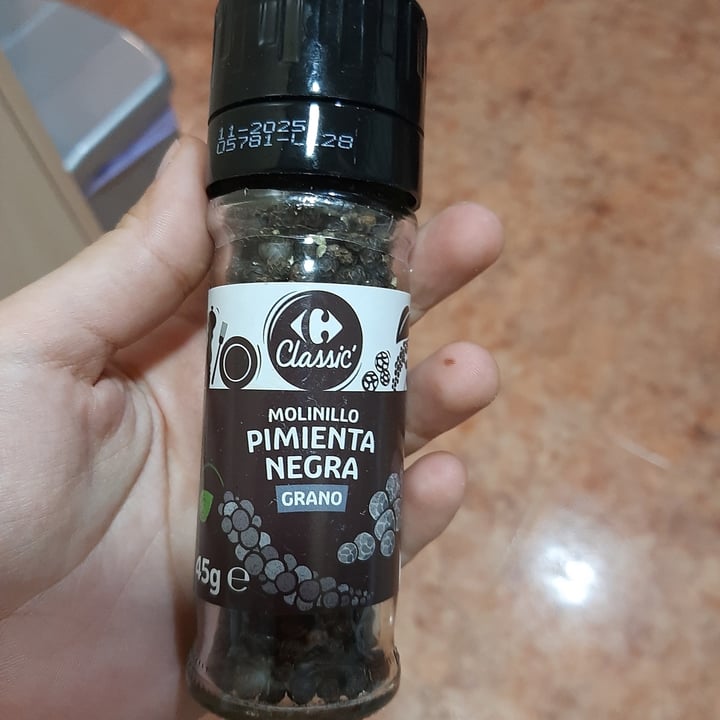 11-2025
05781-L 28
Classic'
MOLINILLO
PIMIENTA
NEGRA
GRANO
45g e